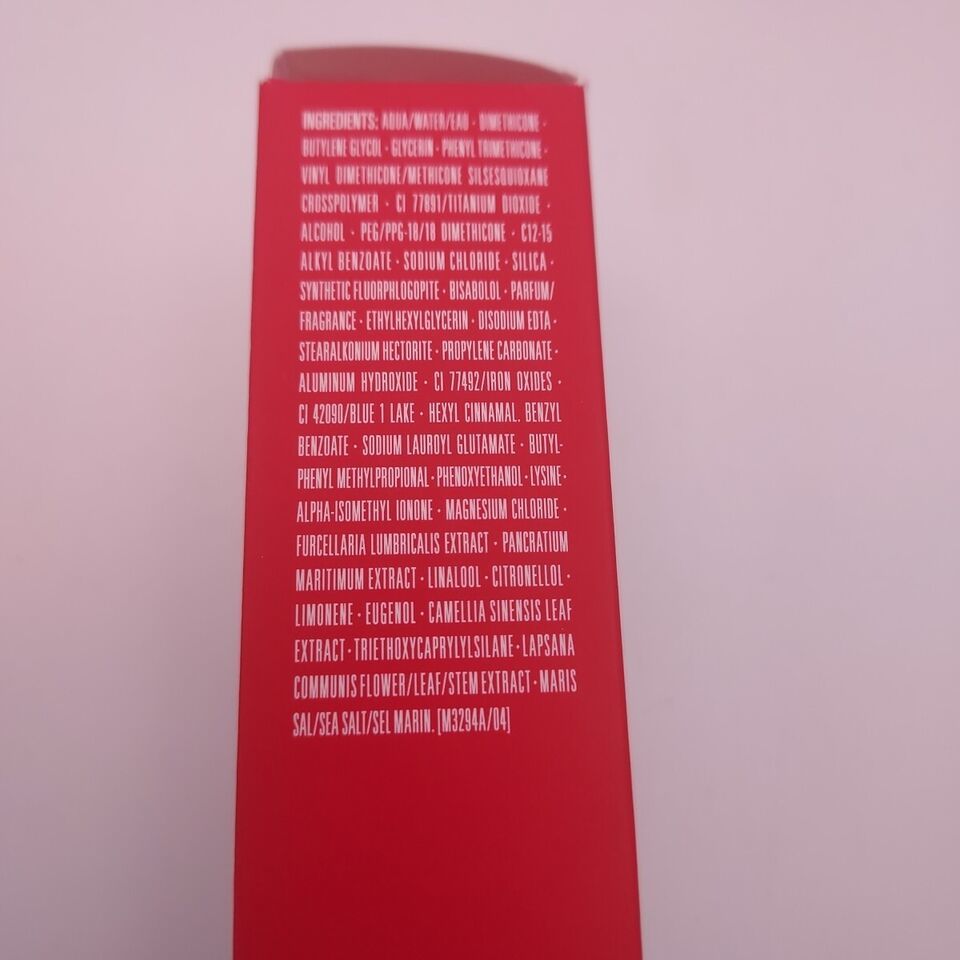 INGREDIENTS: AQUA/WATER/EAU · DIMETHICONE ·
BUTYLENE GLYCOL · GLYCERIN · PHENYL TRIMETHICONE ·
VINYL DIMETHICONE/METHICONE SILSESQUIOXANE
CROSSPOLYMER · CI 77891/TITANIUM DIOXIDE ·
ALCOHOL · PEG/PPG-18/18 DIMETHICONE · C12-15
ALKYL BENZOATE · SODIUM CHLORIDE · SILICA ·
SYNTHETIC FLUORPHLOGOPITE · BISABOLOL · PARFUM/
FRAGRANCE · ETHYLHEXYLGLYCERIN · DISODIUM EDTA ·
STEARALKONIUM HECTORITE · PROPYLENE CARBONATE ·
ALUMINUM HYDROXIDE · CI 77492/IRON OXIDES ·
CI 42090/BLUE 1 LAKE · HEXYL CINNAMAL. BENZYL
BENZOATE · SODIUM LAUROYL GLUTAMATE · BUTYL-
PHENYL METHYLPROPIONAL · PHENOXYETHANOL · LYSINE ·
ALPHA-ISOMETHYL IONONE · MAGNESIUM CHLORIDE ·
FURCELLARIA LUMBRICALIS EXTRACT · PANCRATIUM
MARITIMUM EXTRACT · LINALOOL · CITRONELLOL ·
LIMONENE · EUGENOL · CAMELLIA SINENSIS LEAF
EXTRACT · TRIETHOXYCAPRYLYLSILANE · LAPSANA
COMMUNIS FLOWER/LEAF/STEM EXTRACT · MARIS
SAL/SEA SALT/SEL MARIN. [M3294A/04]